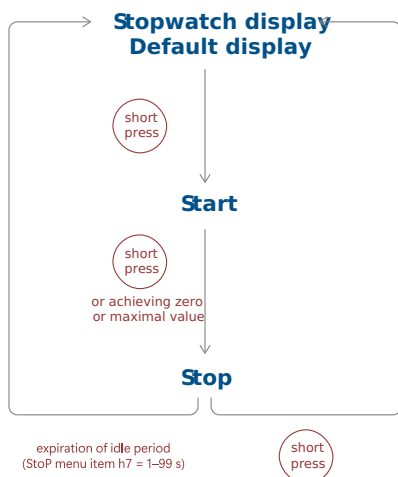 Stopwatch display
Default display
short
press
Start
short
press
or achieving zero
or maximal value
Stop
expiration of idle period
(StoP menu item h7 = 1–99 s)
short
press